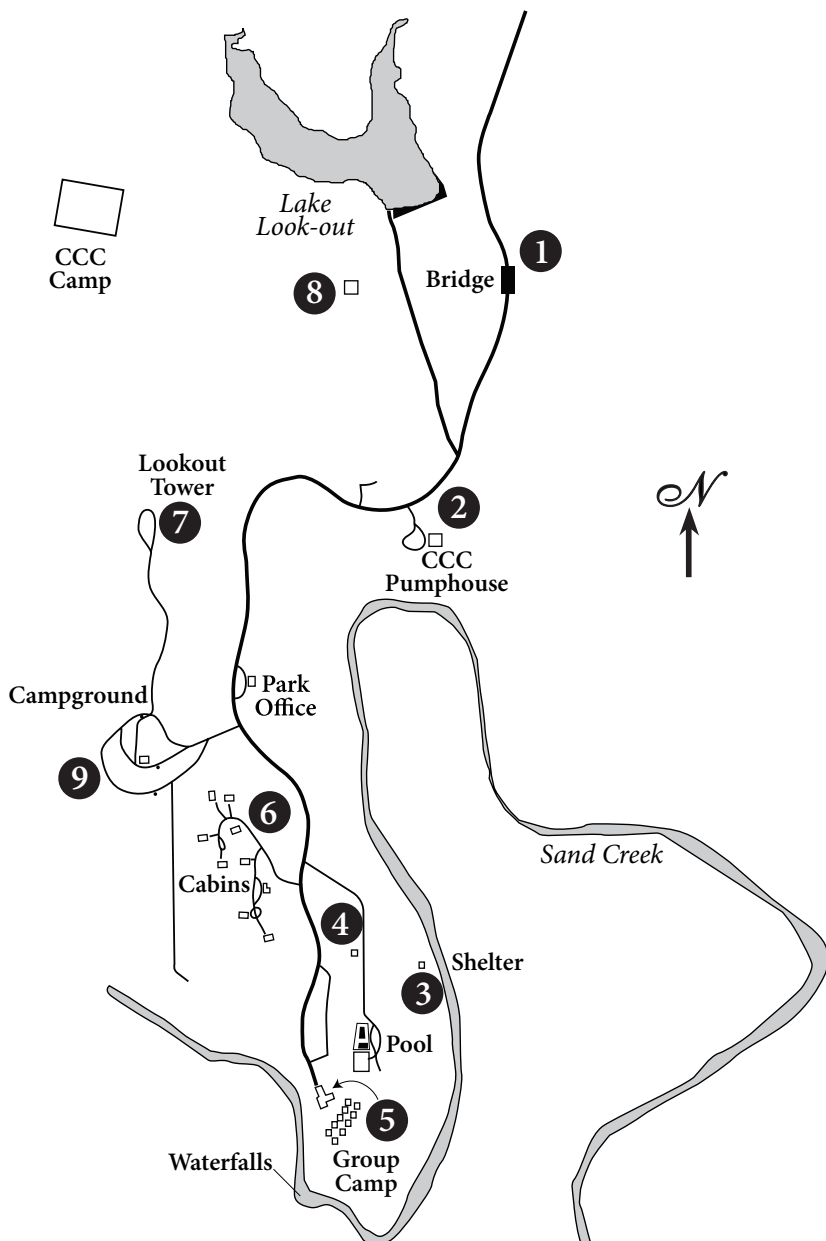 Lake
Look-out
1
CCC
Camp
8
Bridge
Lookout
Tower
7
2
N
CCC
Pumphouse
Campground
Park
Office
9
6
Sand Creek
Cabins
4
Shelter
3
Pool
5
Waterfalls
Group
Camp